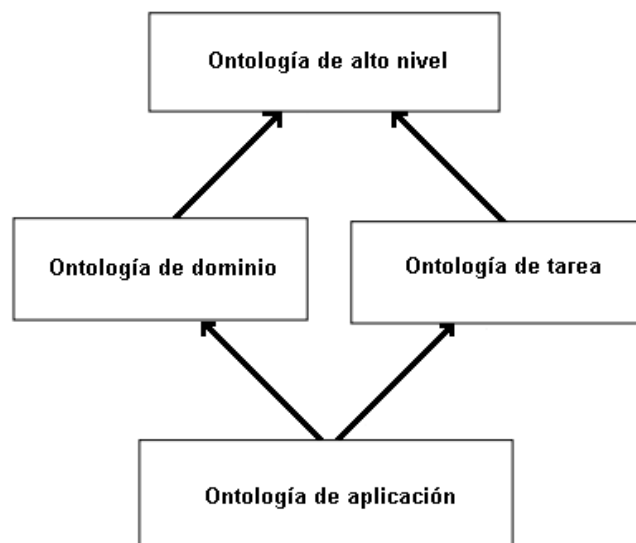 Ontología de alto nivel
Ontología de dominio
Ontología de tarea
Ontología de aplicación